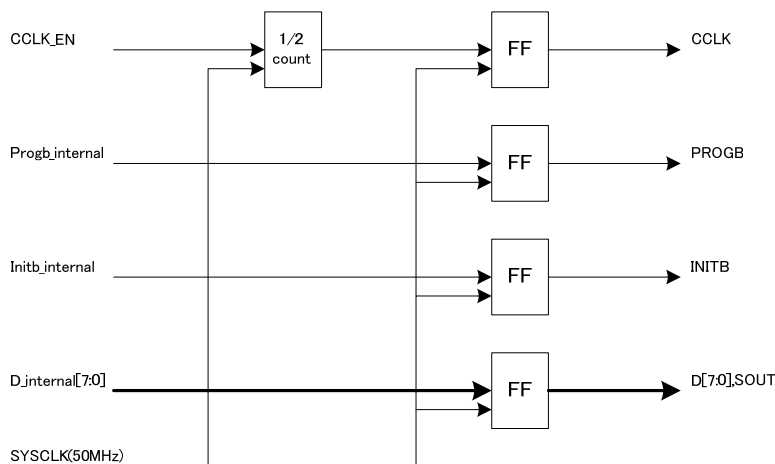 CCLK_EN
1/2
count
FF
CCLK
Progb_internal
FF
PROGB
Initb_internal
FF
INITB
D_internal[7:0]
FF
D[7:0],SOUT
SYSCLK(50MHz)